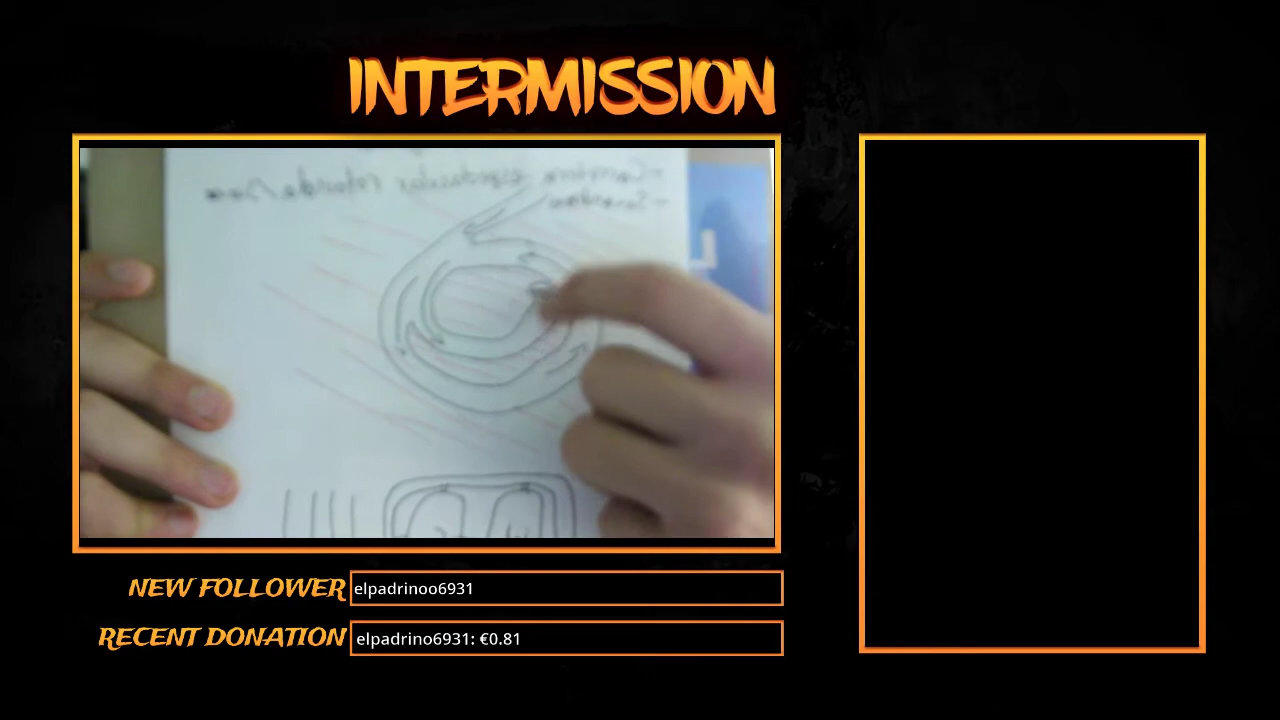 INTERMISSION
NEW FOLLOWER elpadrinoo6931
RECENT DONATION elpadrino6931: €0.81